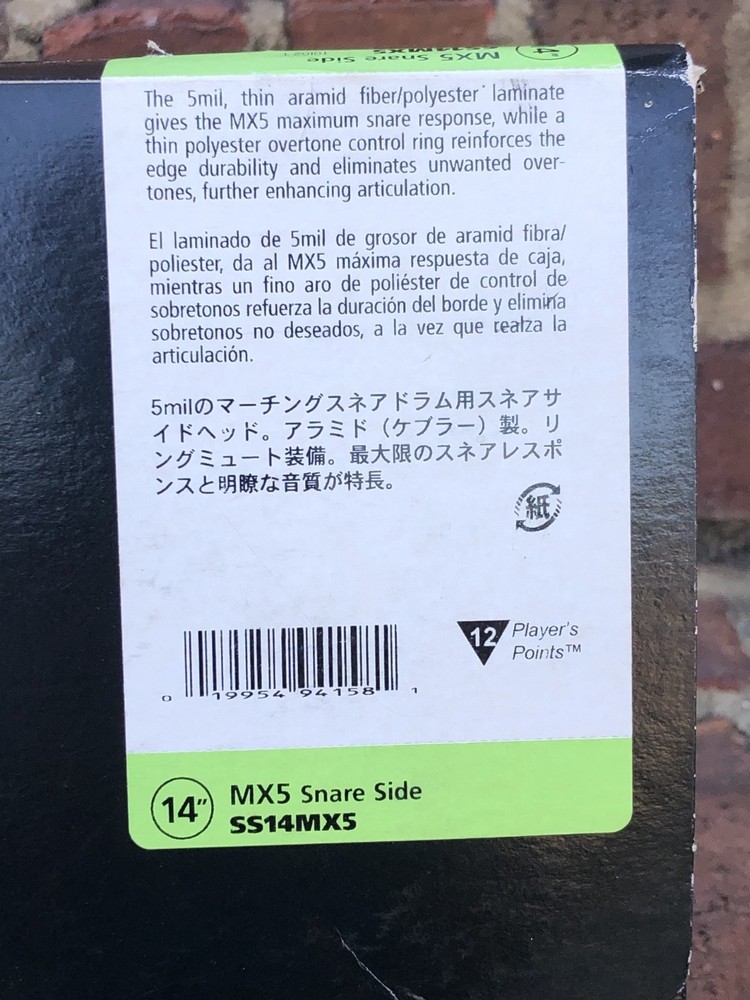 4"
MX5 Snare Side
SS14MX5
The 5mil, thin aramid fiber/polyester laminate
gives the MX5 maximum snare response, while a
thin polyester overtone control ring reinforces the
edge durability and eliminates unwanted over-
tones, further enhancing articulation.
El laminado de 5mil de grosor de aramid fibra/
poliester, da al MX5 máxima respuesta de caja,
mientras un fino aro de poliéster de control de
sobretonos refuerza la duración del borde y elimina
sobretonos no deseados, a la vez que realza la
articulación.
5milのマーチングスネアドラム用スネアサ
イドヘッド。アラミド（ケブラー）製。リ
ングミュート装備。最大限のスネアレスポ
ンスと明瞭な音質が特長。
紙
12 Player's
Points™
0 19954 94158 1
14" MX5 Snare Side
SS14MX5